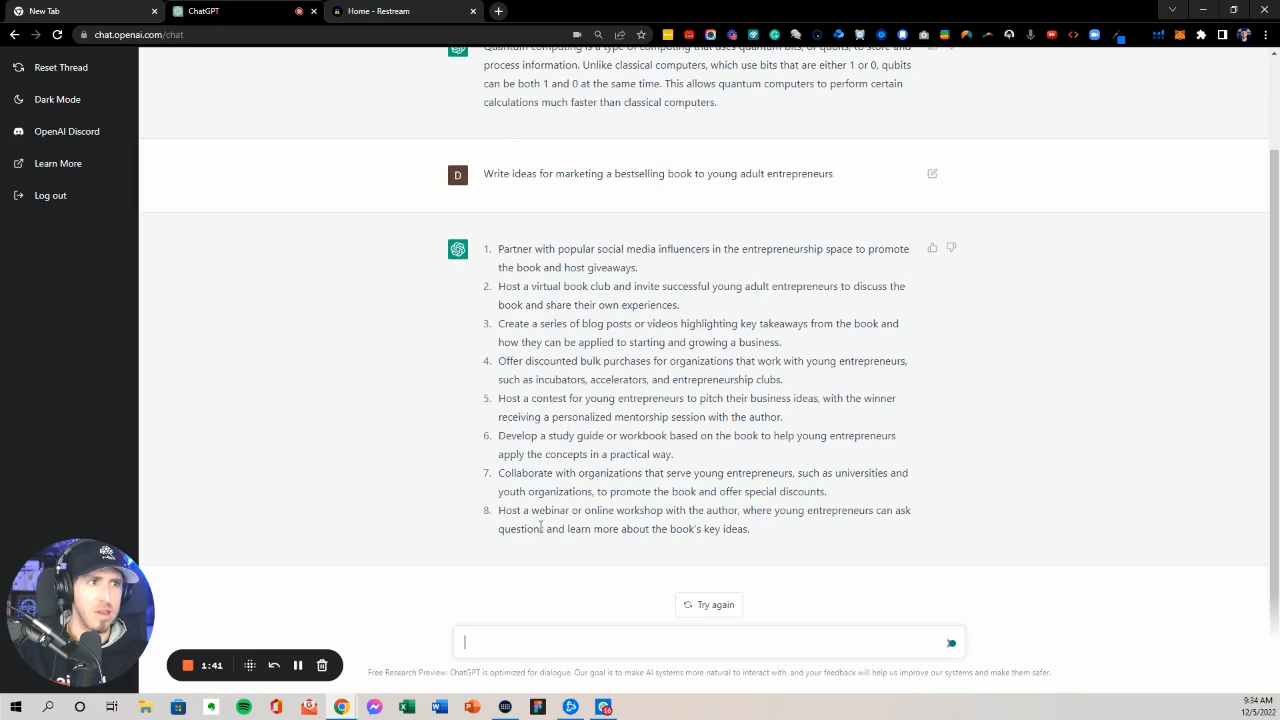 New Tab
ChatGPT
Home - Restream
chat.openai.com/chat
Reset Thread
Dark Mode
OpenAI Discord
Learn More
Log out
Quantum computing is a type of computing that uses quantum bits, or qubits, to store and
process information. Unlike classical computers, which use bits that are either 1 or 0, qubits
can be both 1 and 0 at the same time. This allows quantum computers to perform certain
calculations much faster than classical computers.
D
Write ideas for marketing a bestselling book to young adult entrepreneurs
1. Partner with popular social media influencers in the entrepreneurship space to promote
the book and host giveaways.
2. Host a virtual book club and invite successful young adult entrepreneurs to discuss the
book and share their own experiences.
3. Create a series of blog posts or videos highlighting key takeaways from the book and
how they can be applied to starting and growing a business.
4. Offer discounted bulk purchases for organizations that work with young entrepreneurs,
such as incubators, accelerators, and entrepreneurship clubs.
5. Host a contest for young entrepreneurs to pitch their business ideas, with the winner
receiving a personalized mentorship session with the author.
6. Develop a study guide or workbook based on the book to help young entrepreneurs
apply the concepts in a practical way.
7. Collaborate with organizations that serve young entrepreneurs, such as universities and
youth organizations, to promote the book and offer special discounts.
8. Host a webinar or online workshop with the author, where young entrepreneurs can ask
questions and learn more about the book's key ideas.
Try again
Free Research Preview: ChatGPT is optimized for dialogue. Our goal is to make AI systems more natural to interact with, and your feedback will help us improve our systems and make them safer.
1:41
9:34 AM
12/5/2022